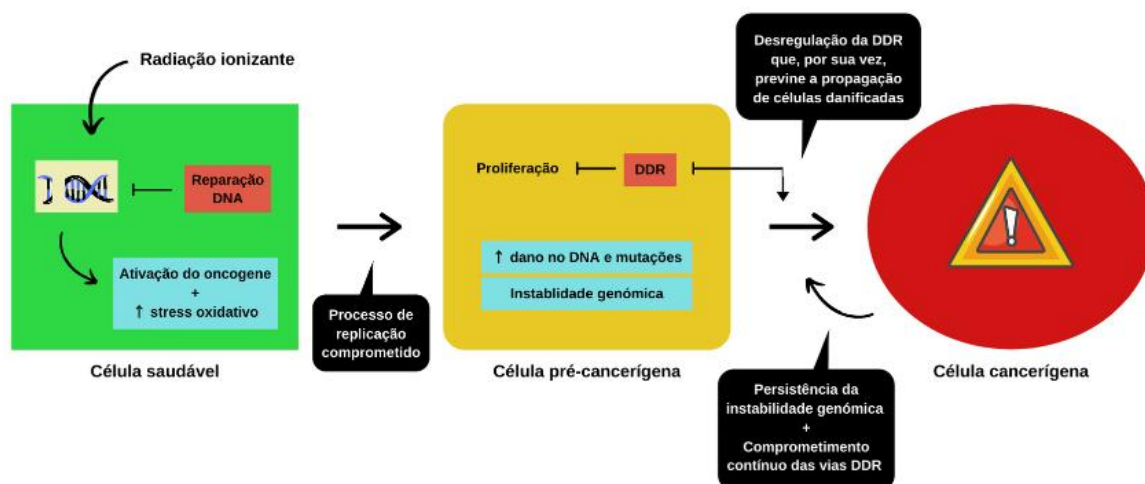 Radiação ionizante
Reparação
DNA
Ativação do oncogene
+
↑ stress oxidativo
Célula saudável
Processo de
replicação
comprometido
Proliferação
DDR
↑ dano no DNA e mutações
Instablidade genómica
Célula pré-cancerígena
Desregulação da DDR
que, por sua vez,
previne a propagação
de células danificadas
Persistência da
instabilidade genómica
+
Comprometimento
contínuo das vias DDR
!
Célula cancerígena